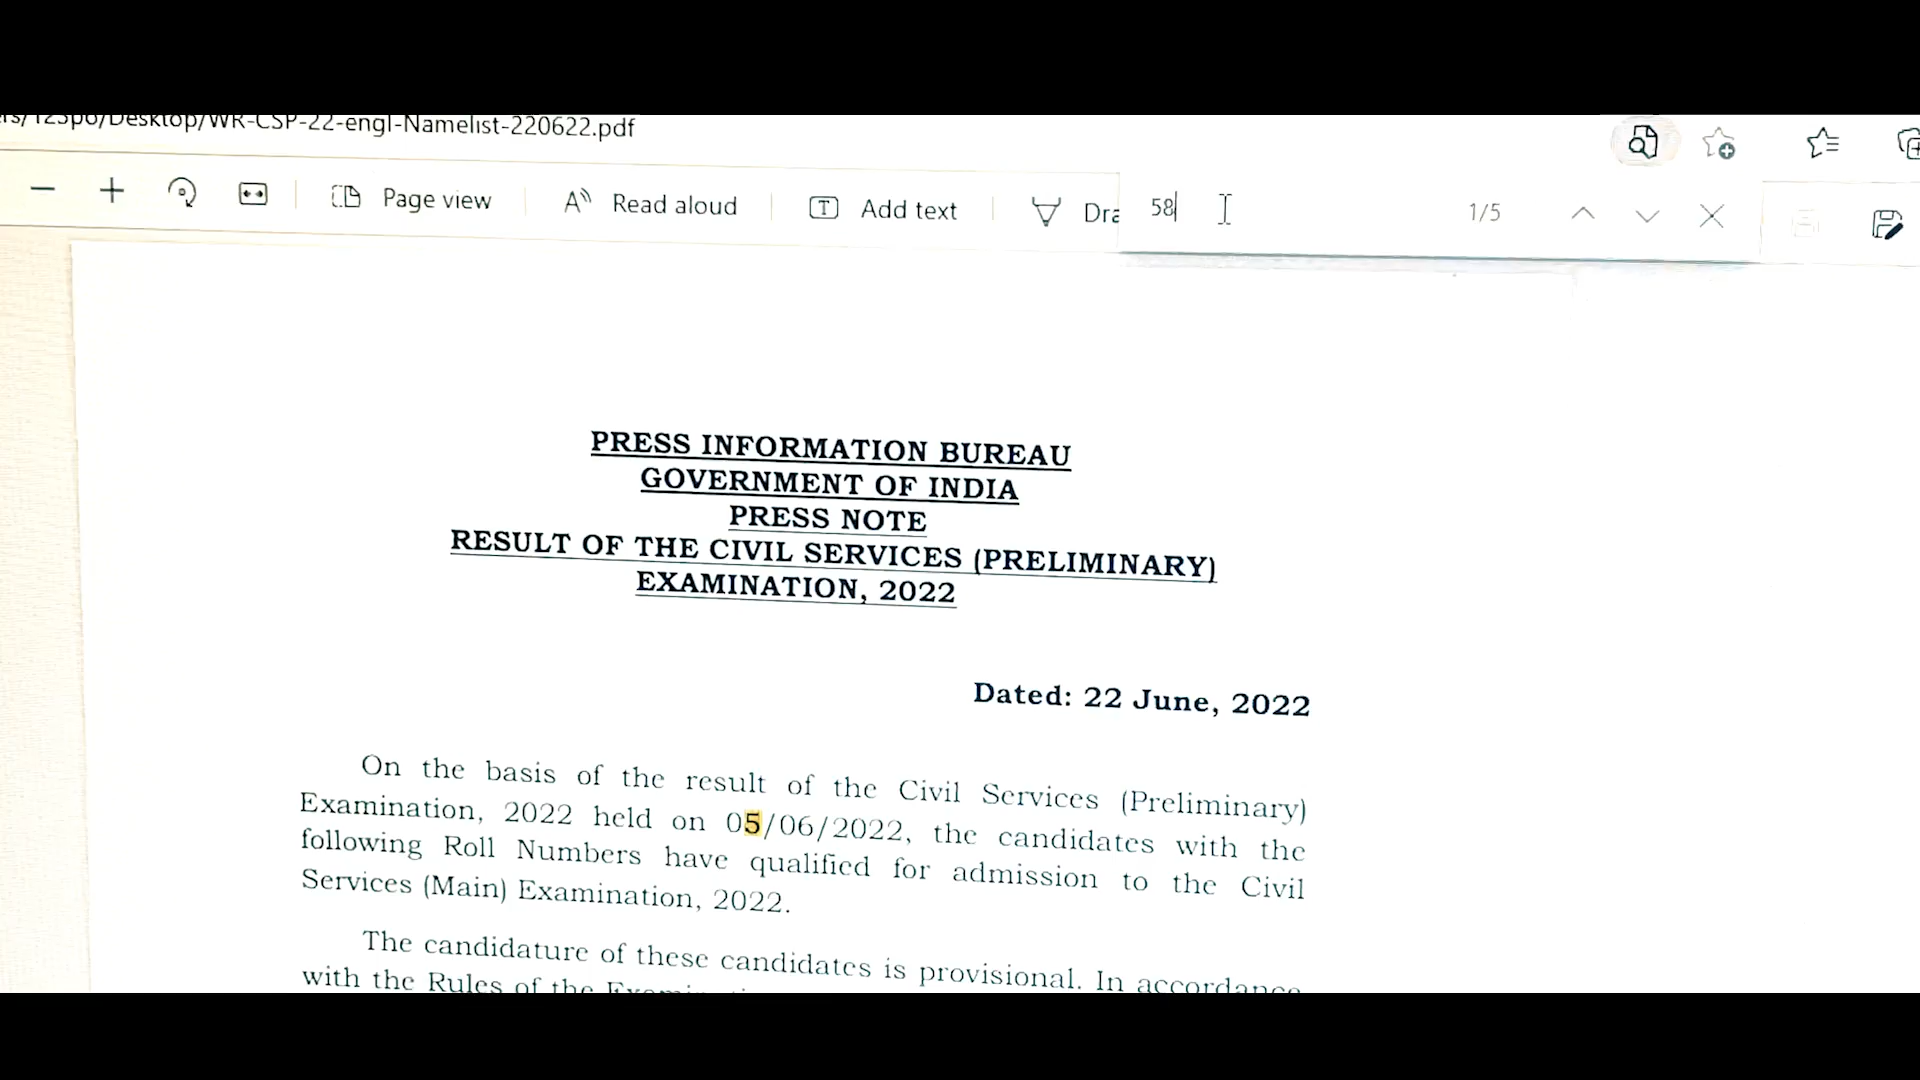 /Desktop/WR-CSP-22-engl-Namelist-220622.pdf
Page view
Read aloud
Add text
58
1/5
PRESS INFORMATION BUREAU
GOVERNMENT OF INDIA
PRESS NOTE
RESULT OF THE CIVIL SERVICES (PRELIMINARY)
EXAMINATION, 2022
Dated: 22 June, 2022
On the basis of the result of the Civil Services (Preliminary)
Examination, 2022 held on 05/06/2022, the candidates with the
following Roll Numbers have qualified for admission to the Civil
Services (Main) Examination, 2022.
The candidature of these candidates is provisional. In accordance
with the Rules of the